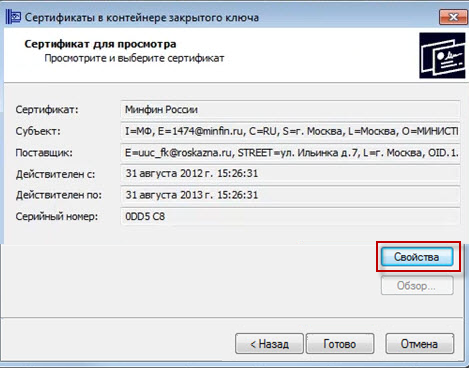 Сертификаты в контейнере закрытого ключа
Сертификат для просмотра
Просмотрите и выберите сертификат
Сертификат: Минфин России
Субъект: I=МФ, E=1474@minfin.ru, C=RU, S=г. Москва, L=Москва, O=МИНИСТІ
Поставщик: E=uuc_fk@roskazna.ru, STREET=ул. Ильинка д.7, L=г. Москва, OID.1.
Действителен с: 31 августа 2012 г. 15:26:31
Действителен по: 31 августа 2013 г. 15:26:31
Серийный номер: 0DD5 C8
Свойства
Обзор...
< Назад Готово Отмена